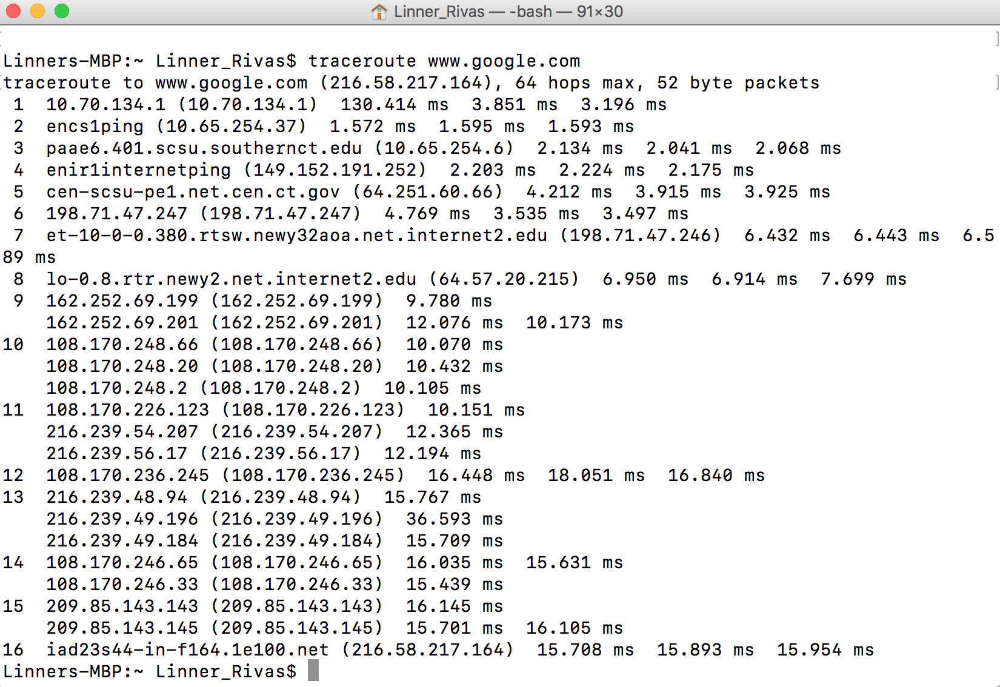 Linner_Rivas — -bash — 91×30
[ ]
Linners-MBP:~ Linner_Rivas$ traceroute www.google.com
[traceroute to www.google.com (216.58.217.164), 64 hops max, 52 byte packets ]
 1  10.70.134.1 (10.70.134.1)  130.414 ms  3.851 ms  3.196 ms
 2  encs1ping (10.65.254.37)  1.572 ms  1.595 ms  1.593 ms
 3  paae6.401.scsu.southernct.edu (10.65.254.6)  2.134 ms  2.041 ms  2.068 ms
 4  enir1internetping (149.152.191.252)  2.203 ms  2.224 ms  2.175 ms
 5  cen-scsu-pe1.net.cen.ct.gov (64.251.60.66)  4.212 ms  3.915 ms  3.925 ms
 6  198.71.47.247 (198.71.47.247)  4.769 ms  3.535 ms  3.497 ms
 7  et-10-0-0.380.rtsw.newy32aoa.net.internet2.edu (198.71.47.246)  6.432 ms  6.443 ms  6.5
89 ms
 8  lo-0.8.rtr.newy2.net.internet2.edu (64.57.20.215)  6.950 ms  6.914 ms  7.699 ms
 9  162.252.69.199 (162.252.69.199)  9.780 ms
    162.252.69.201 (162.252.69.201)  12.076 ms  10.173 ms
10  108.170.248.66 (108.170.248.66)  10.070 ms
    108.170.248.20 (108.170.248.20)  10.432 ms
    108.170.248.2 (108.170.248.2)  10.105 ms
11  108.170.226.123 (108.170.226.123)  10.151 ms
    216.239.54.207 (216.239.54.207)  12.365 ms
    216.239.56.17 (216.239.56.17)  12.194 ms
12  108.170.236.245 (108.170.236.245)  16.448 ms  18.051 ms  16.840 ms
13  216.239.48.94 (216.239.48.94)  15.767 ms
    216.239.49.196 (216.239.49.196)  36.593 ms
    216.239.49.184 (216.239.49.184)  15.709 ms
14  108.170.246.65 (108.170.246.65)  16.035 ms  15.631 ms
    108.170.246.33 (108.170.246.33)  15.439 ms
15  209.85.143.143 (209.85.143.143)  16.145 ms
    209.85.143.145 (209.85.143.145)  15.701 ms  16.105 ms
16  iad23s44-in-f164.1e100.net (216.58.217.164)  15.708 ms  15.893 ms  15.954 ms
Linners-MBP:~ Linner_Rivas$